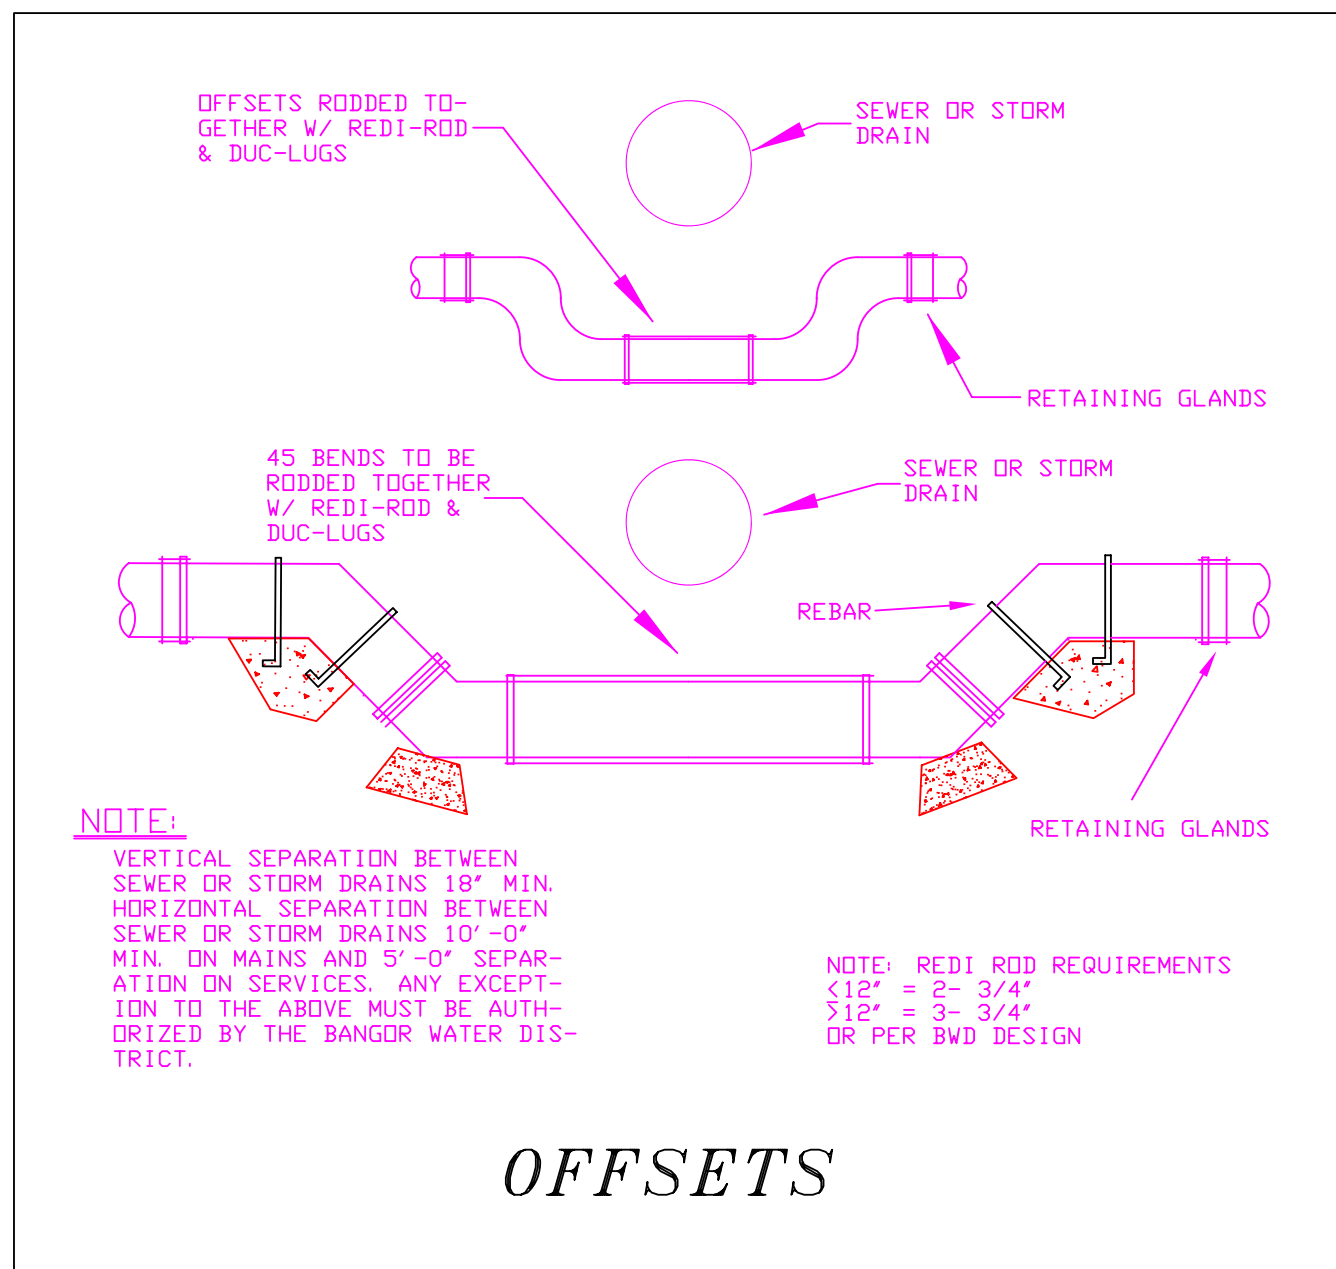 OFFSETS RODDED TO-
GETHER W/ REDI-ROD
& DUC-LUGS
SEWER OR STORM
DRAIN
RETAINING GLANDS
45 BENDS TO BE
RODDED TOGETHER
W/ REDI-ROD &
DUC-LUGS
SEWER OR STORM
DRAIN
REBAR
RETAINING GLANDS
NOTE:
VERTICAL SEPARATION BETWEEN
SEWER OR STORM DRAINS 18" MIN.
HORIZONTAL SEPARATION BETWEEN
SEWER OR STORM DRAINS 10'-0"
MIN. ON MAINS AND 5'-0" SEPAR-
ATION ON SERVICES. ANY EXCEPT-
ION TO THE ABOVE MUST BE AUTH-
ORIZED BY THE BANGOR WATER DIS-
TRICT.
NOTE: REDI ROD REQUIREMENTS
<12" = 2- 3/4"
≥12" = 3- 3/4"
OR PER BWD DESIGN
OFFSETS